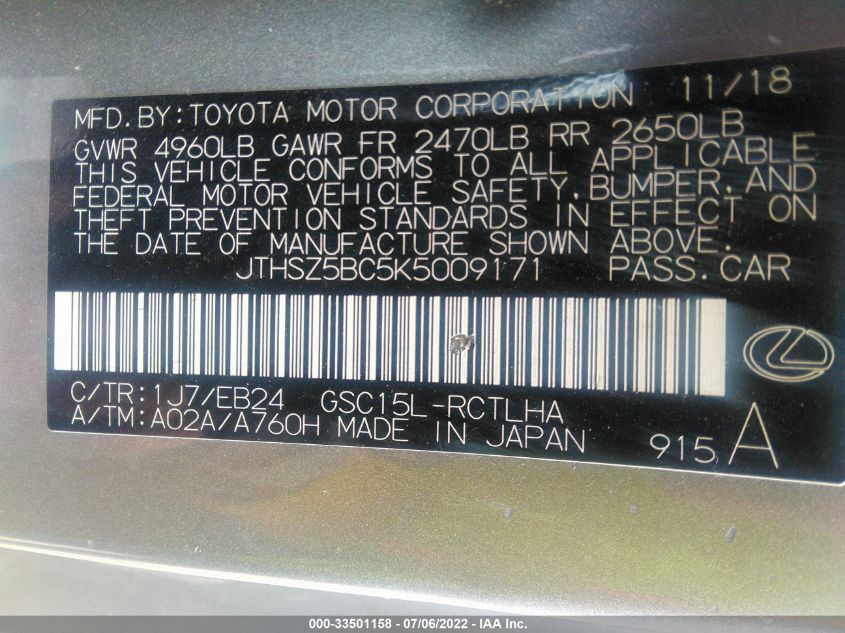 MFD. BY: TOYOTA MOTOR CORPORATION 11/18
GVWR 4960LB GAWR FR 2470LB RR 2650LB
THIS VEHICLE CONFORMS TO ALL APPLICABLE
FEDERAL MOTOR VEHICLE SAFETY, BUMPER, AND
THEFT PREVENTION STANDARDS IN EFFECT ON
THE DATE OF MANUFACTURE SHOWN ABOVE.
JTHSZ5BC5K5009171 PASS. CAR
C/TR: 1J7/EB24 GSC15L-RCTLHA
A/TM: A02A/A760H MADE IN JAPAN 915 A
000-33501158 - 07/06/2022 - IAA Inc.